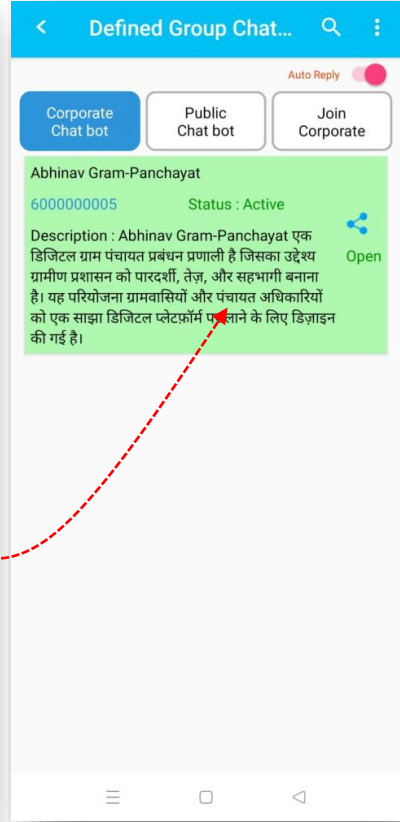 Defined Group Chat...
Auto Reply
Corporate
Chat bot
Public
Chat bot
Join
Corporate
Abhinav Gram-Panchayat
6000000005
Status : Active
Description : Abhinav Gram-Panchayat एक
डिजिटल ग्राम पंचायत प्रबंधन प्रणाली है जिसका उद्देश्य
ग्रामीण प्रशासन को पारदर्शी, तेज़, और सहभागी बनाना
है। यह परियोजना ग्रामवासियों और पंचायत अधिकारियों
को एक साझा डिजिटल प्लेटफ़ॉर्म लाने के लिए डिज़ाइन
की गई है।
Open